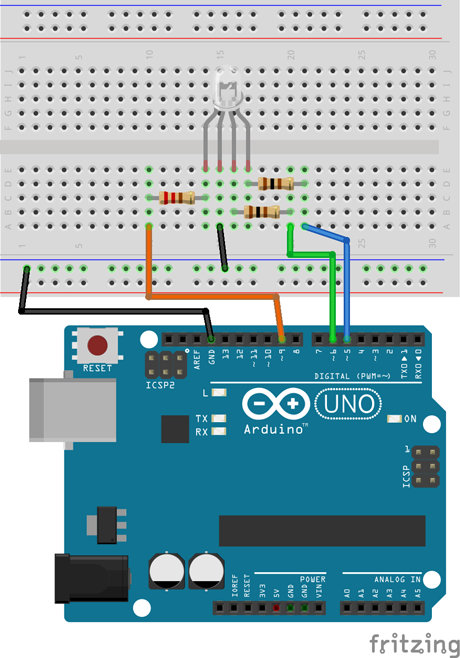 1 5 10 15 20 25 30
J
I
H
G
F
E
D
C
B
A
1 5 10 15 20 25 30
RESET
ICSP2
AREF
GND
13
12
~11
~10
~9
8
7
~6
~5
4
~3
2
TX0▶1
RX0◀0
DIGITAL (PWM=~)
L
TX
RX
UNO
Arduino™
ON
1
ICSP
POWER
ANALOG IN
IOREF
RESET
3V3
5V
GND
GND
VIN
A0
A1
A2
A3
A4
A5
fritzing